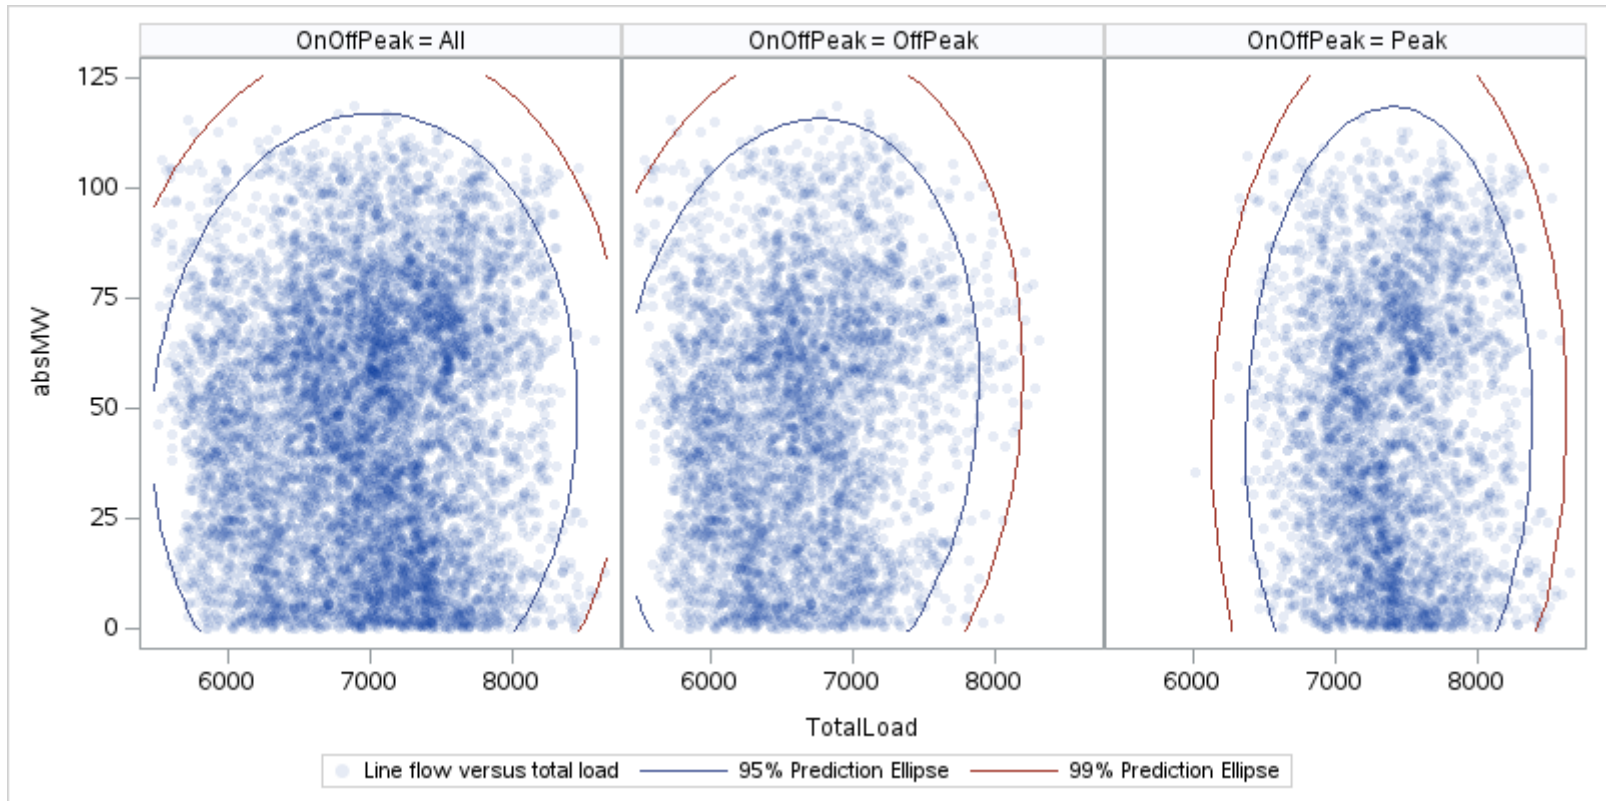 OnOffPeak = All OnOffPeak = OffPeak OnOffPeak = Peak
125
100
75
50
25
0
absMW
6000 7000 8000 6000 7000 8000 6000 7000 8000
TotalLoad
Line flow versus total load 95% Prediction Ellipse 99% Prediction Ellipse